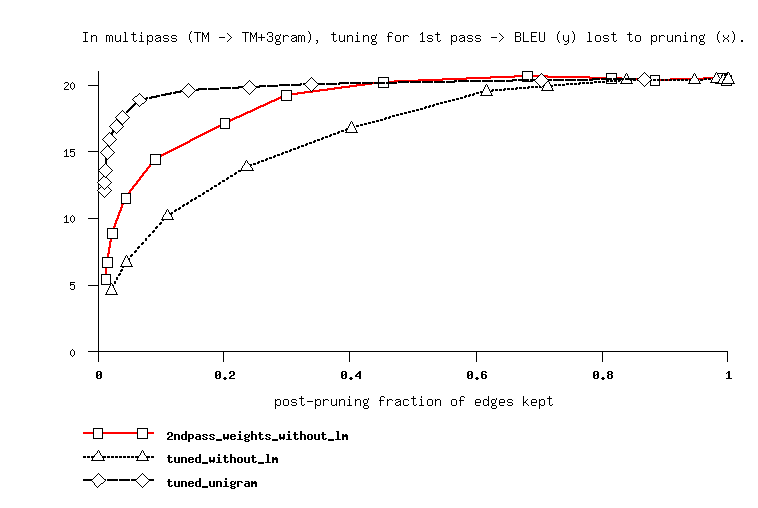 In multipass (TM -> TM+3gram), tuning for 1st pass -> BLEU (y) lost to pruning (x).
20
15
10
5
0
0 0.2 0.4 0.6 0.8 1
post-pruning fraction of edges kept
2ndpass_weights_without_lm
tuned_without_lm
tuned_unigram